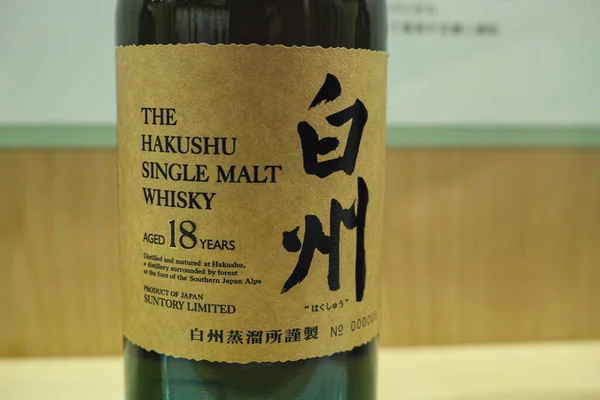 THE
HAKUSHU
SINGLE MALT
WHISKY
AGED 18 YEARS
Distilled and matured at Hakushu,
a distillery surrounded by forest
at the foot of the Southern Japan Alps
PRODUCT OF JAPAN
SUNTORY LIMITED
白州
"はくしゅう"
白州蒸溜所謹製 № 000000